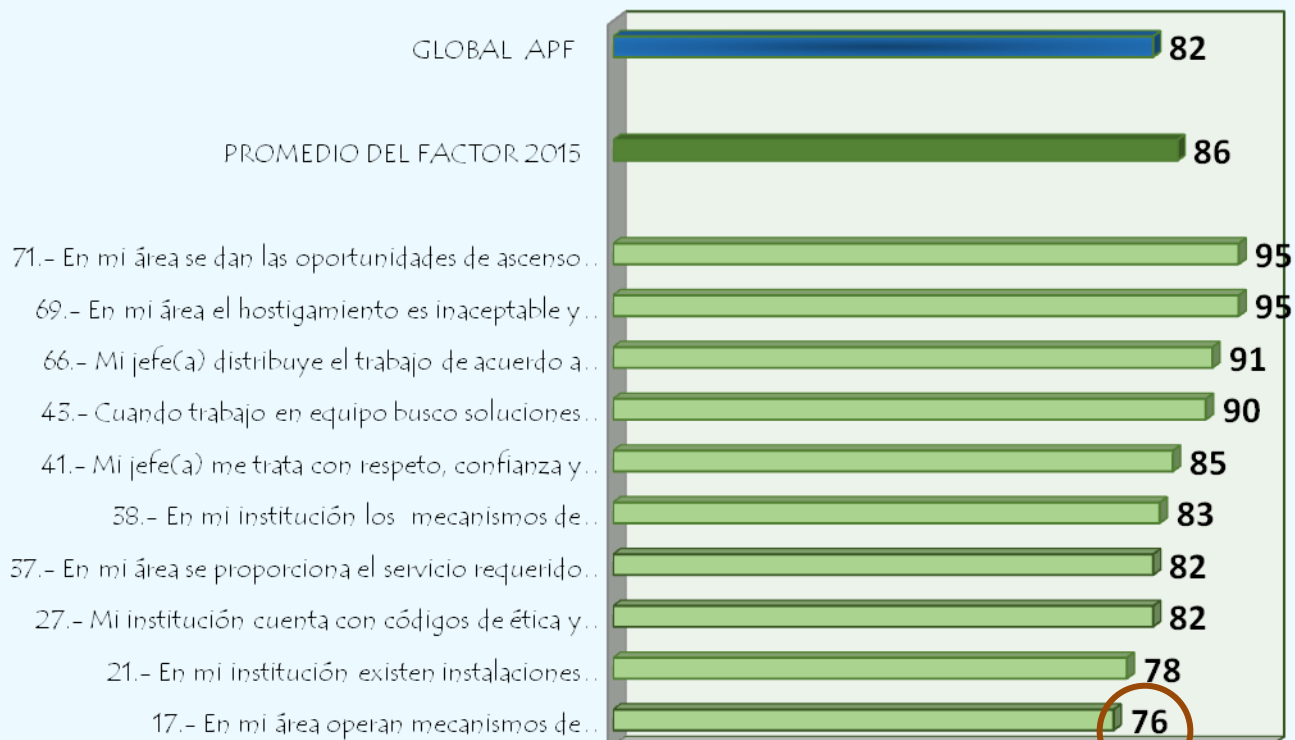 GLOBAL APF 82
PROMEDIO DEL FACTOR 2015 86
71.- En mi área se dan las oportunidades de ascenso.. 95
69.- En mi área el hostigamiento es inaceptable y.. 95
66.- Mi jefe(a) distribuye el trabajo de acuerdo a.. 91
43.- Cuando trabajo en equipo busco soluciones.. 90
41.- Mi jefe(a) me trata con respeto, confianza y.. 85
38.- En mi institución los mecanismos de.. 83
37.- En mi área se proporciona el servicio requerido.. 82
27.- Mi institución cuenta con códigos de ética y.. 82
21.- En mi institución existen instalaciones.. 78
17.- En mi área operan mecanismos de.. 76